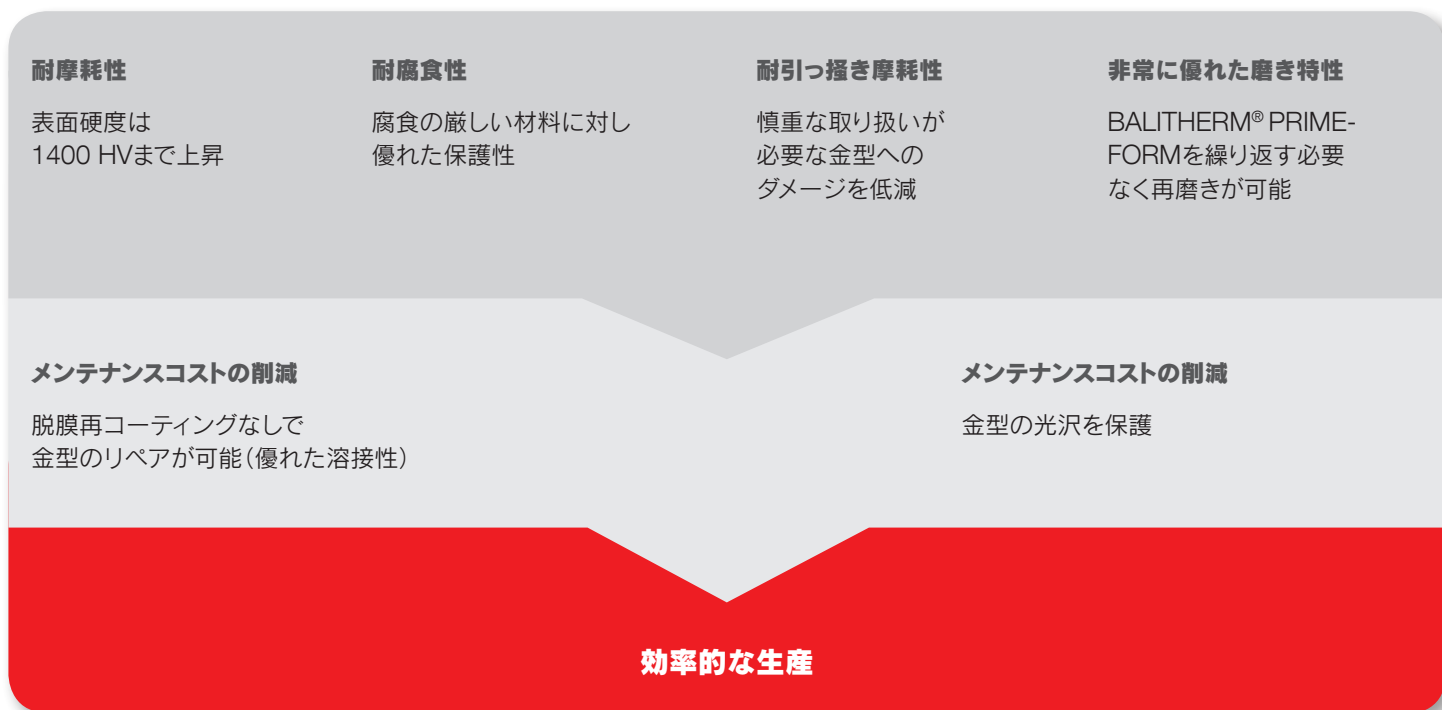 耐摩耗性
表面硬度は
1400 HVまで上昇
耐腐食性
腐食の厳しい材料に対し
優れた保護性
耐引っ掻き摩耗性
慎重な取り扱いが
必要な金型への
ダメージを低減
非常に優れた磨き特性
BALITHERM® PRIME-
FORMを繰り返す必要
なく再磨きが可能
メンテナンスコストの削減
脱膜再コーティングなしで
金型のリペアが可能（優れた溶接性）
メンテナンスコストの削減
金型の光沢を保護
効率的な生産